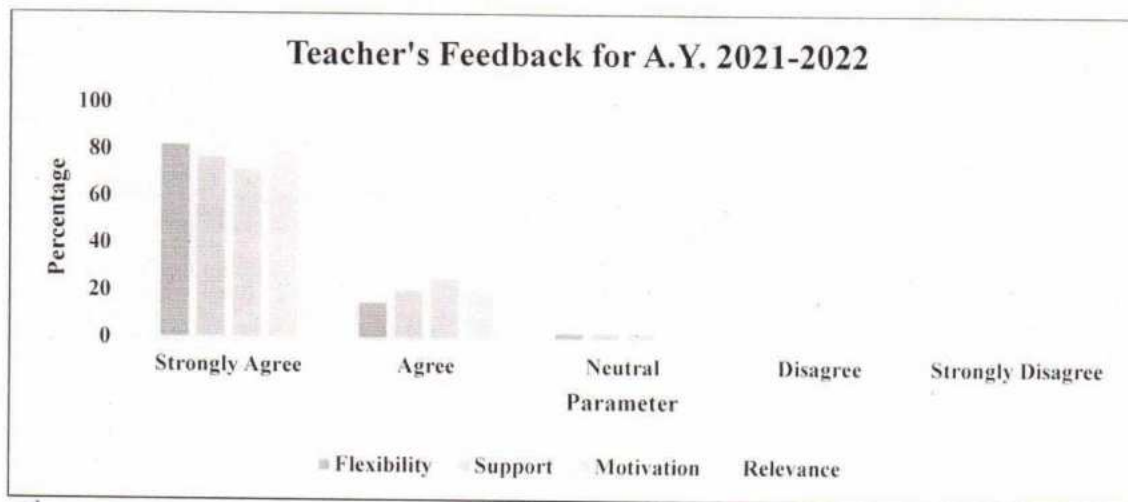 Teacher's Feedback for A.Y. 2021-2022
100
80
60
40
20
0
Percentage
Strongly Agree Agree Neutral Disagree Strongly Disagree
Parameter
Flexibility Support Motivation Relevance